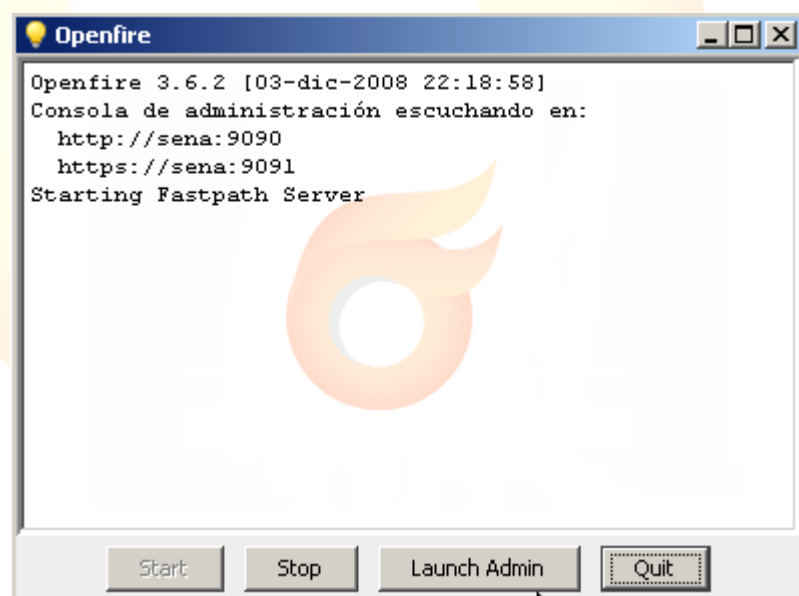 Openfire
Openfire 3.6.2 [03-dic-2008 22:18:58]
Consola de administración escuchando en:
http://sena:9090
https://sena:9091
Starting Fastpath Server
Start Stop Launch Admin Quit